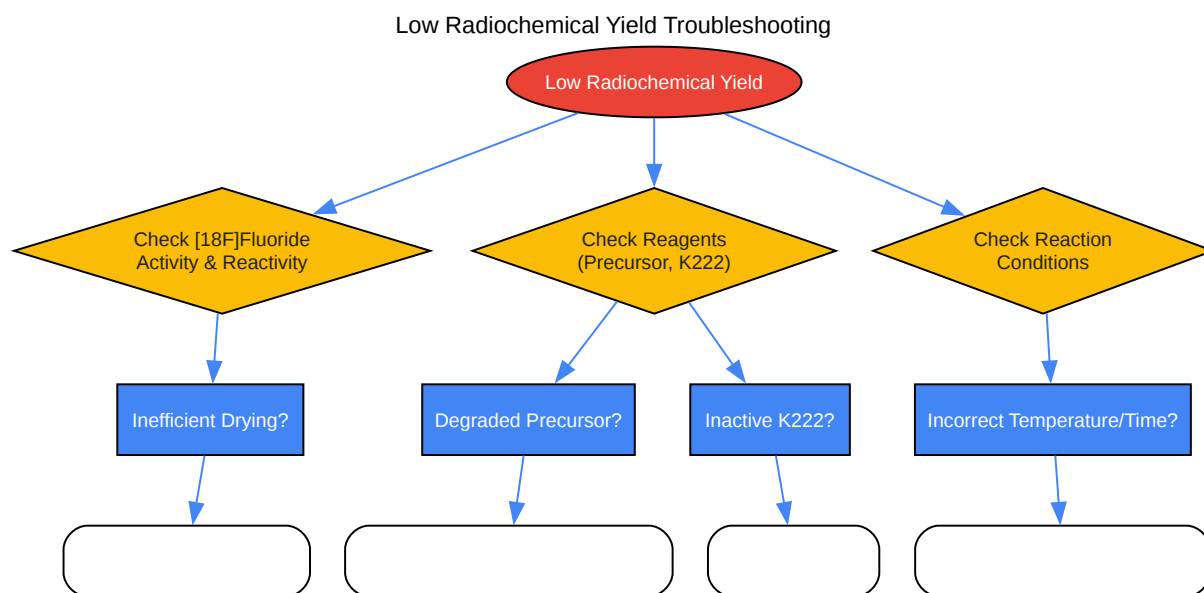 Low Radiochemical Yield Troubleshooting
Low Radiochemical Yield
Check [18F]Fluoride
Activity & Reactivity
Check Reagents
(Precursor, K222)
Check Reaction
Conditions
Inefficient Drying?
Degraded Precursor?
Inactive K222?
Incorrect Temperature/Time?